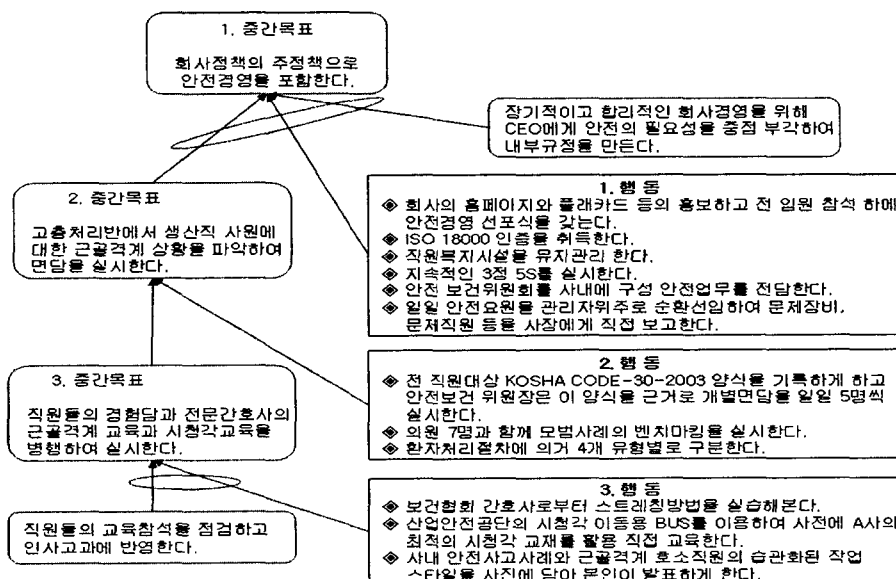 1. 중간목표
회사정책의 주정책으로
안전경영을 포함한다.
장기적이고 합리적인 회사경영을 위해
CEO에게 안전의 필요성을 중점 부각하여
내부규정을 만든다.
2. 중간목표
고충처리반에서 생산직 사원에
대한 근골격계 상황을 파악하여
면담을 실시한다.
1. 행 동
◈ 회사의 홈페이지와 플래카드 등의 홍보하고 전 임원 참석 하에
안전경영 선포식을 갖는다.
◈ ISO 18000 인증을 취득한다.
◈ 직원복지시설을 유지관리 한다.
◈ 지속적인 3정 5S를 실시한다.
◈ 안전 보건위원회를 사내에 구성 안전업무를 전담한다.
◈ 일일 안전요원을 관리자위주로 순환선임하여 문제장비,
문제직원 등을 사장에게 직접 보고한다.
3. 중간목표
직원들의 경험담과 전문간호사의
근골격계 교육과 시청각교육을
병행하여 실시한다.
2. 행 동
◈ 전 직원대상 KOSHA CODE-30-2003 양식을 기록하게 하고
안전보건 위원장은 이 양식을 근거로 개별면담을 일일 5명씩
실시한다.
◈ 의원 7명과 함께 모범사례의 벤치마킹을 실시한다.
◈ 환자처리절차에 의거 4개 유형별로 구분한다.
직원들의 교육참석을 점검하고
인사고과에 반영한다.
3. 행 동
◈ 보건협회 간호사로부터 스트레칭방법을 실습해본다.
◈ 산업안전공단의 시청각 이동용 BUS를 이용하여 사전에 A사의
최적의 시청각 교재를 활용 직접 교육한다.
◈ 사내 안전사고사례와 근골격계 호소직원의 습관화된 작업
스타일을 사진에 담아 본인이 발표하게 한다.